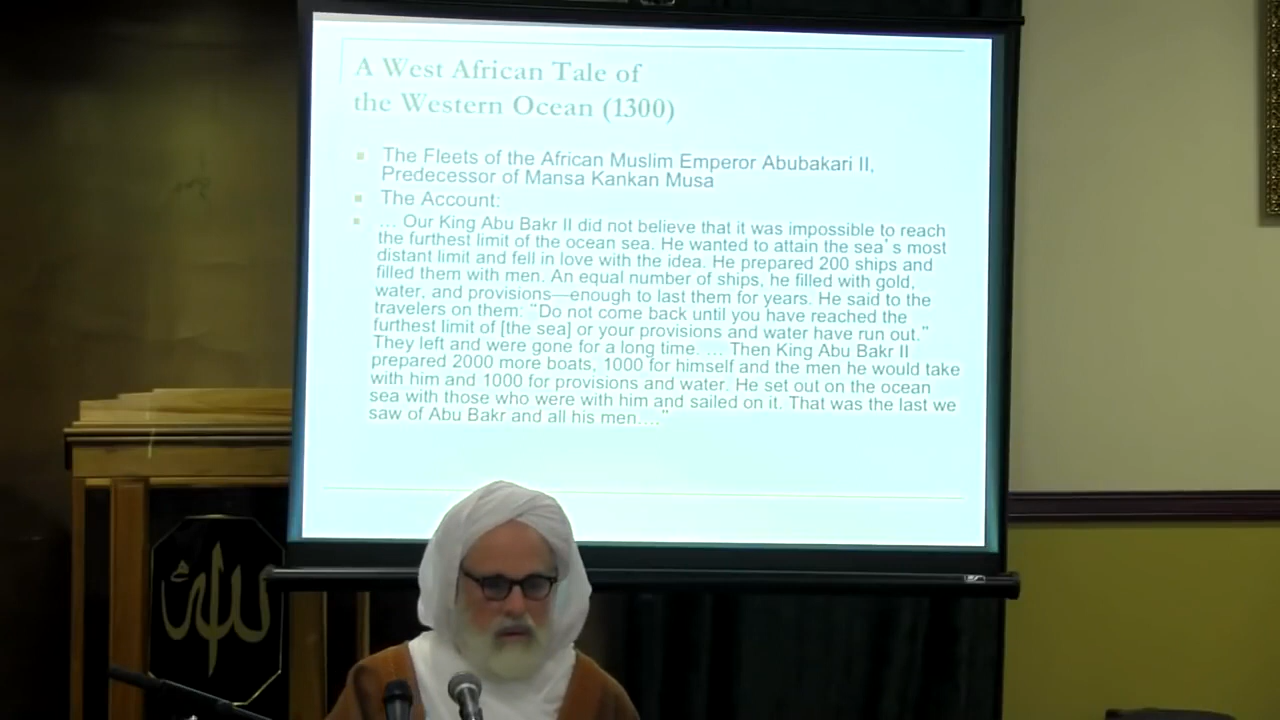 A West African Tale of
the Western Ocean (1300)
The Fleets of the African Muslim Emperor Abubakari II,
Predecessor of Mansa Kankan Musa
The Account:
… Our King Abu Bakr II did not believe that it was impossible to reach
the furthest limit of the ocean sea. He wanted to attain the sea's most
distant limit and fell in love with the idea. He prepared 200 ships and
filled them with men. An equal number of ships, he filled with gold,
water, and provisions—enough to last them for years. He said to the
travelers on them: "Do not come back until you have reached the
furthest limit of [the sea] or your provisions and water have run out."
They left and were gone for a long time. … Then King Abu Bakr II
prepared 2000 more boats, 1000 for himself and the men he would take
with him and 1000 for provisions and water. He set out on the ocean
sea with those who were with him and sailed on it. That was the last we
saw of Abu Bakr and all his men…."
الله